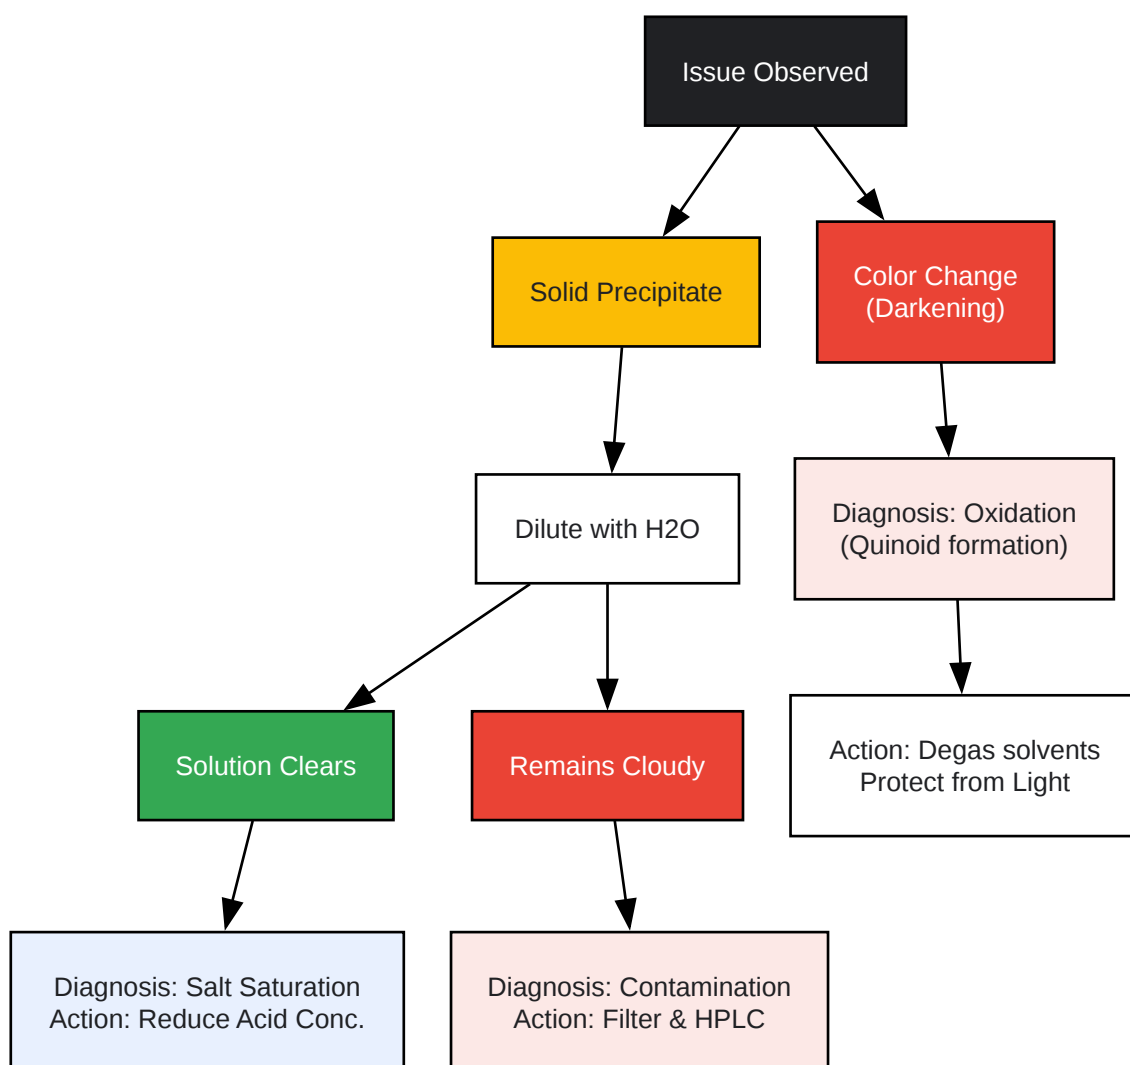 Issue Observed
Solid Precipitate
Color Change
(Darkening)
Dilute with H2O
Diagnosis: Oxidation
(Quinoid formation)
Solution Clears
Remains Cloudy
Action: Degas solvents
Protect from Light
Diagnosis: Salt Saturation
Action: Reduce Acid Conc.
Diagnosis: Contamination
Action: Filter & HPLC